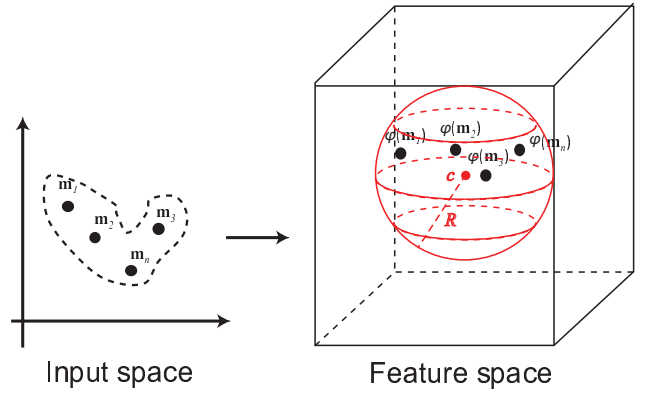 φ(m₁) φ(m₂) φ(mₙ)
φ(m₃)
c
R
m₁
m₂
m₃
mₙ
Input space
Feature space